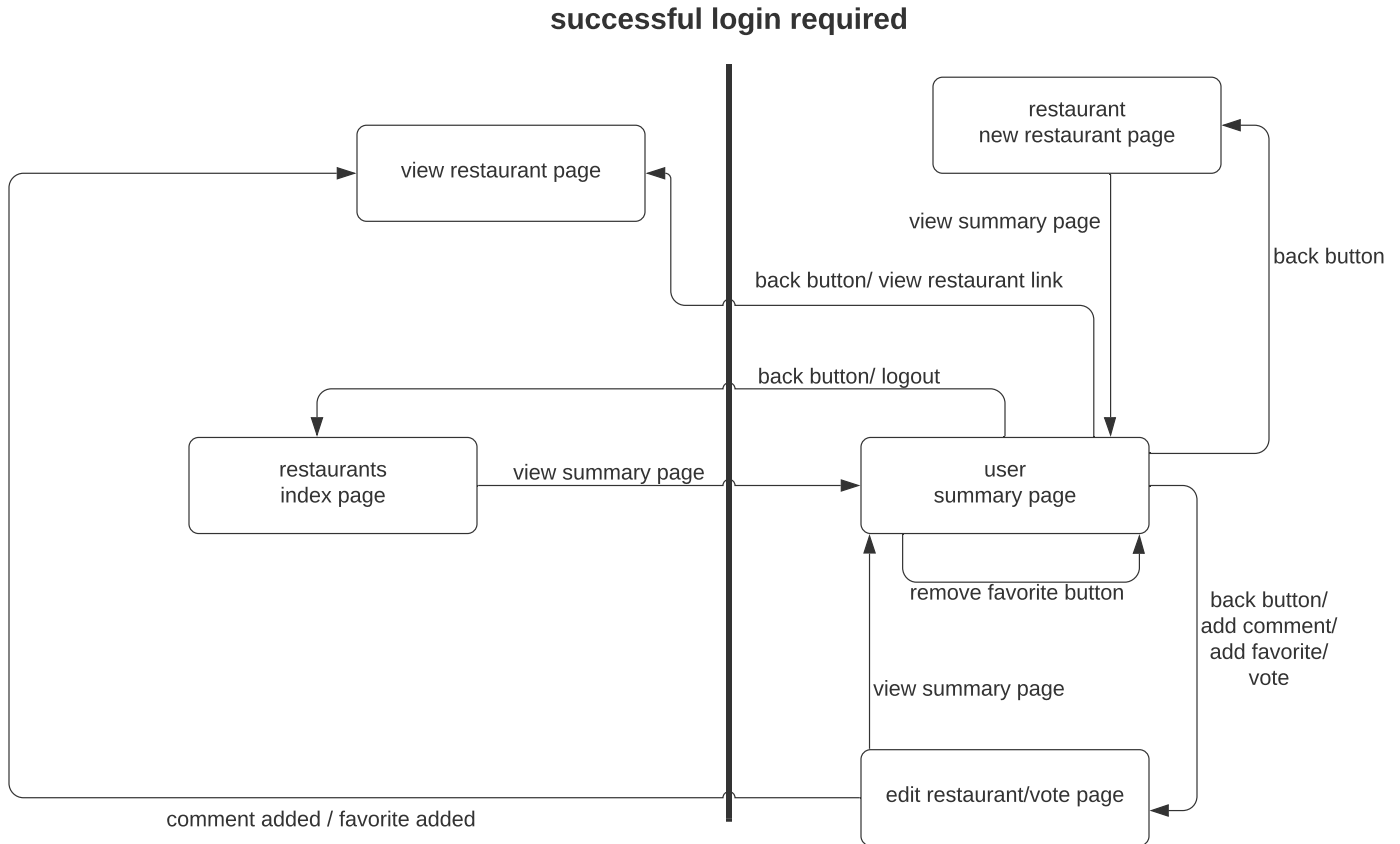 successful login required
restaurant
new restaurant page
view restaurant page
view summary page
back button
back button/ view restaurant link
back button/ logout
restaurants
index page
view summary page
user
summary page
remove favorite button
back button/
add comment/
add favorite/
vote
view summary page
edit restaurant/vote page
comment added / favorite added